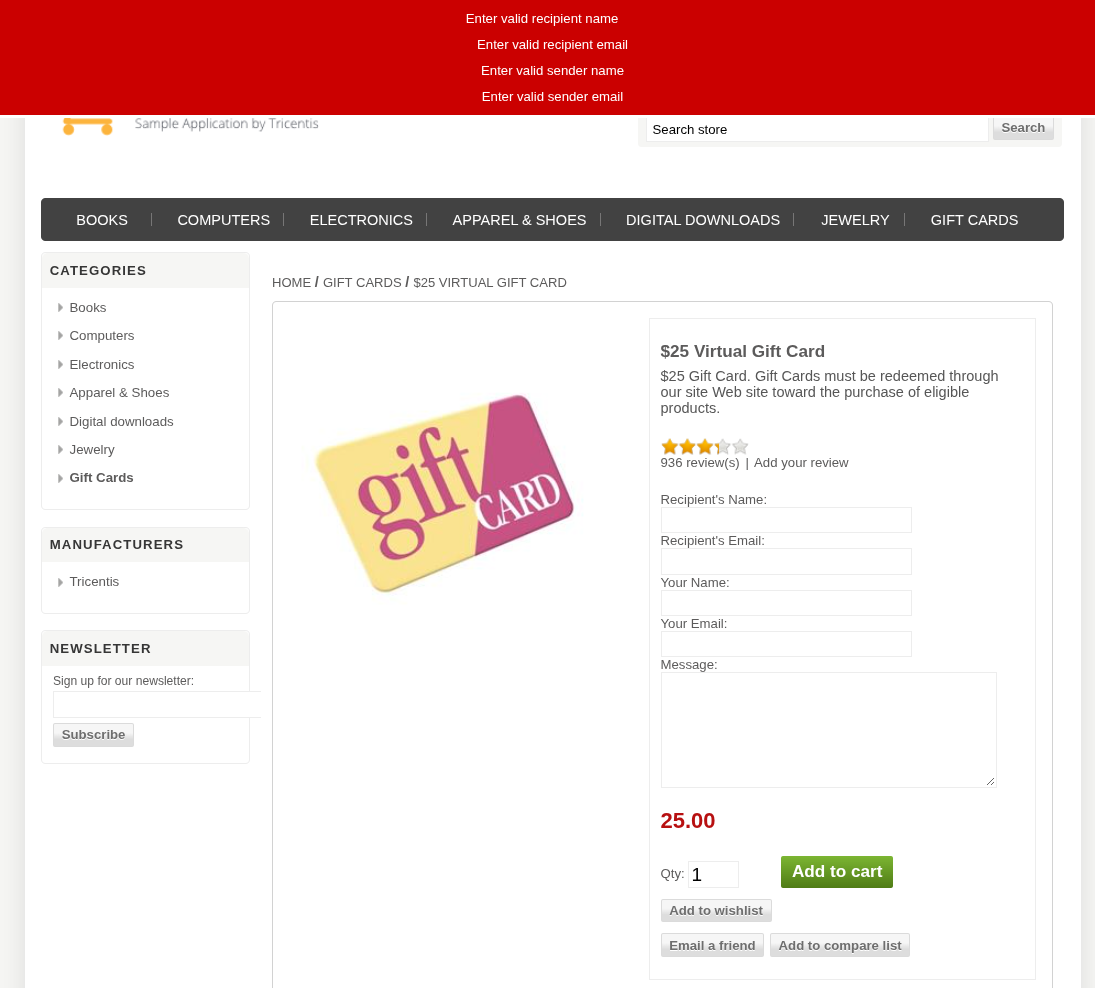 Enter valid recipient name
Enter valid recipient email
Enter valid sender name
Enter valid sender email
Sample Application by Tricentis
Search store
Search
BOOKS
COMPUTERS
ELECTRONICS
APPAREL & SHOES
DIGITAL DOWNLOADS
JEWELRY
GIFT CARDS
CATEGORIES
Books
Computers
Electronics
Apparel & Shoes
Digital downloads
Jewelry
Gift Cards
MANUFACTURERS
Tricentis
NEWSLETTER
Sign up for our newsletter:
Subscribe
HOME / GIFT CARDS / $25 VIRTUAL GIFT CARD
gift
CARD
$25 Virtual Gift Card
$25 Gift Card. Gift Cards must be redeemed through
our site Web site toward the purchase of eligible
products.
936 review(s) | Add your review
Recipient's Name:
Recipient's Email:
Your Name:
Your Email:
Message:
25.00
Qty: 1
Add to cart
Add to wishlist
Email a friend
Add to compare list